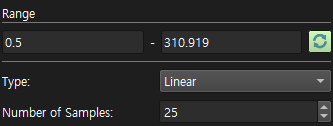 Range
0.5 - 310.919
Type: Linear
Number of Samples: 25